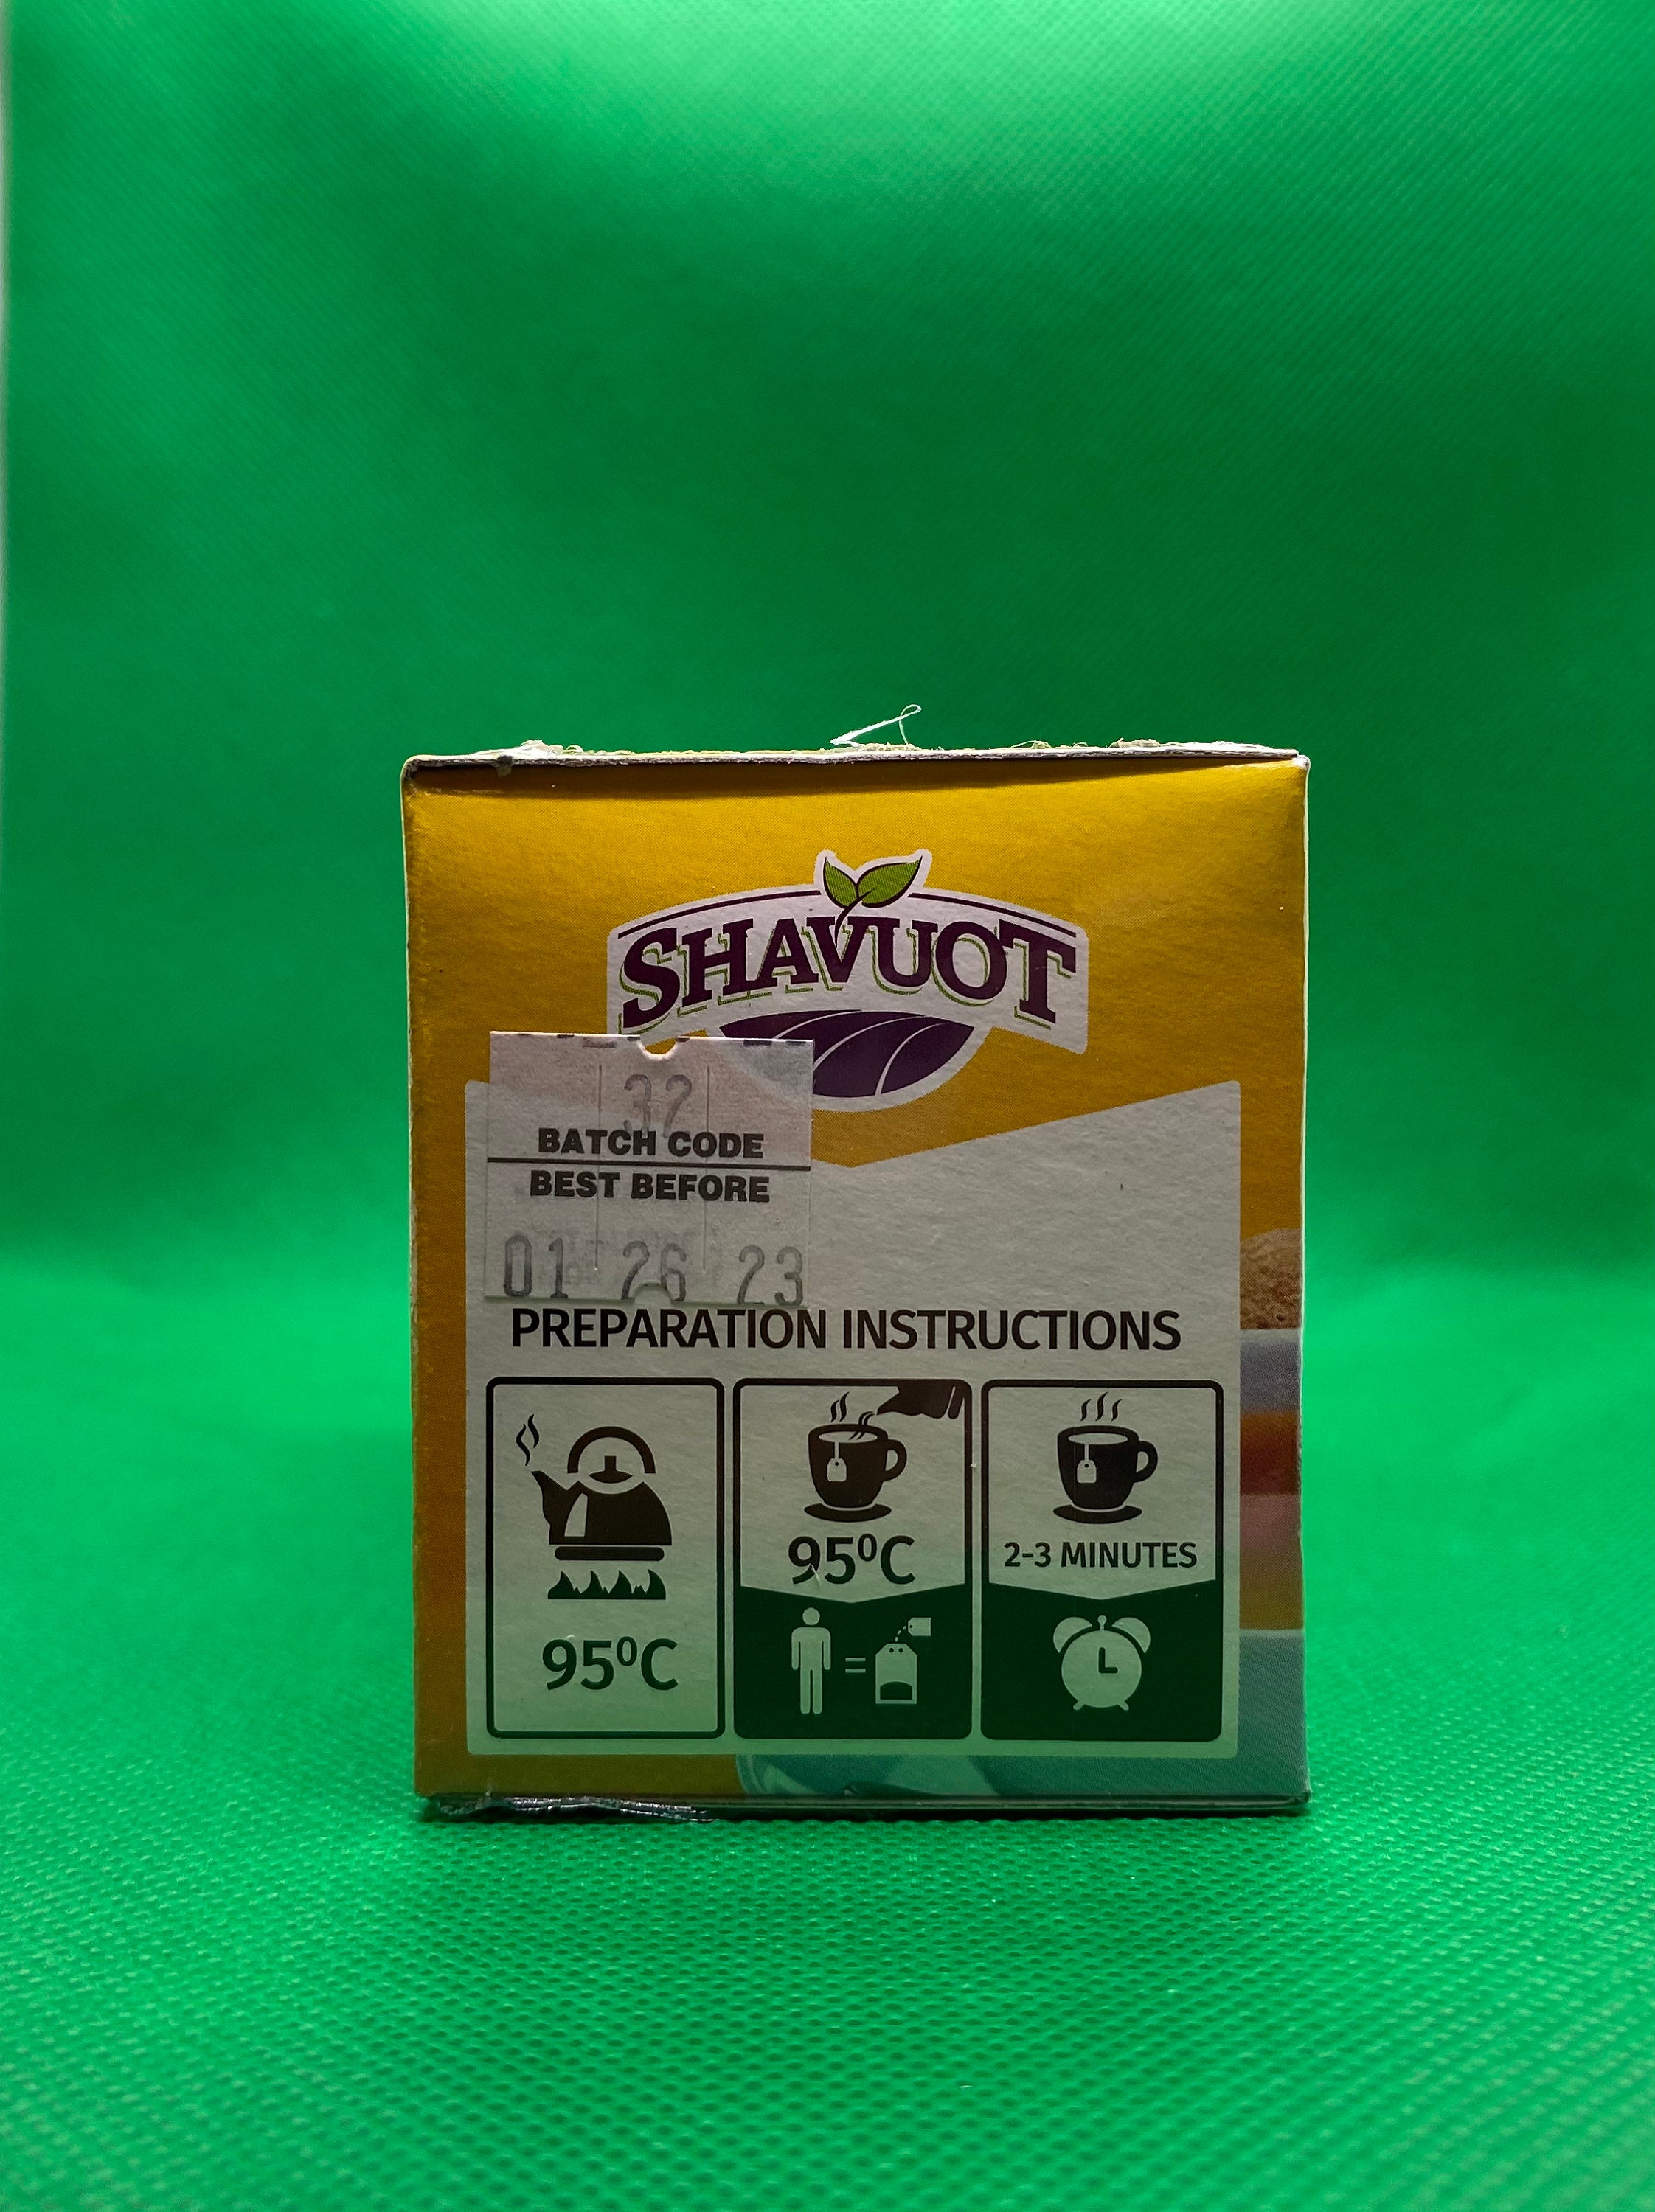 SHAVUOT
32
BATCH CODE
BEST BEFORE
01 26 23
PREPARATION INSTRUCTIONS
95⁰C
95⁰C
=
2-3 MINUTES